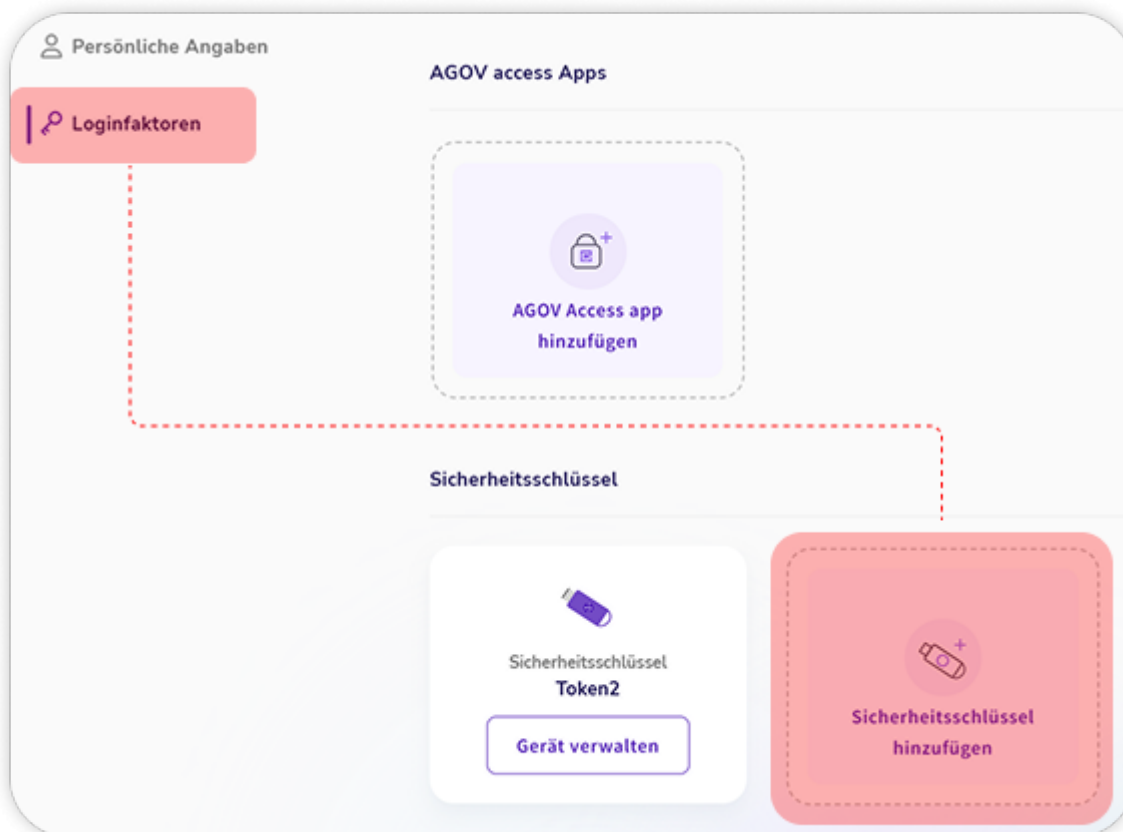 Persönliche Angaben
Loginfaktoren
AGOV access Apps
AGOV Access app
hinzufügen
Sicherheitsschlüssel
Sicherheitsschlüssel
Token2
Gerät verwalten
Sicherheitsschlüssel
hinzufügen